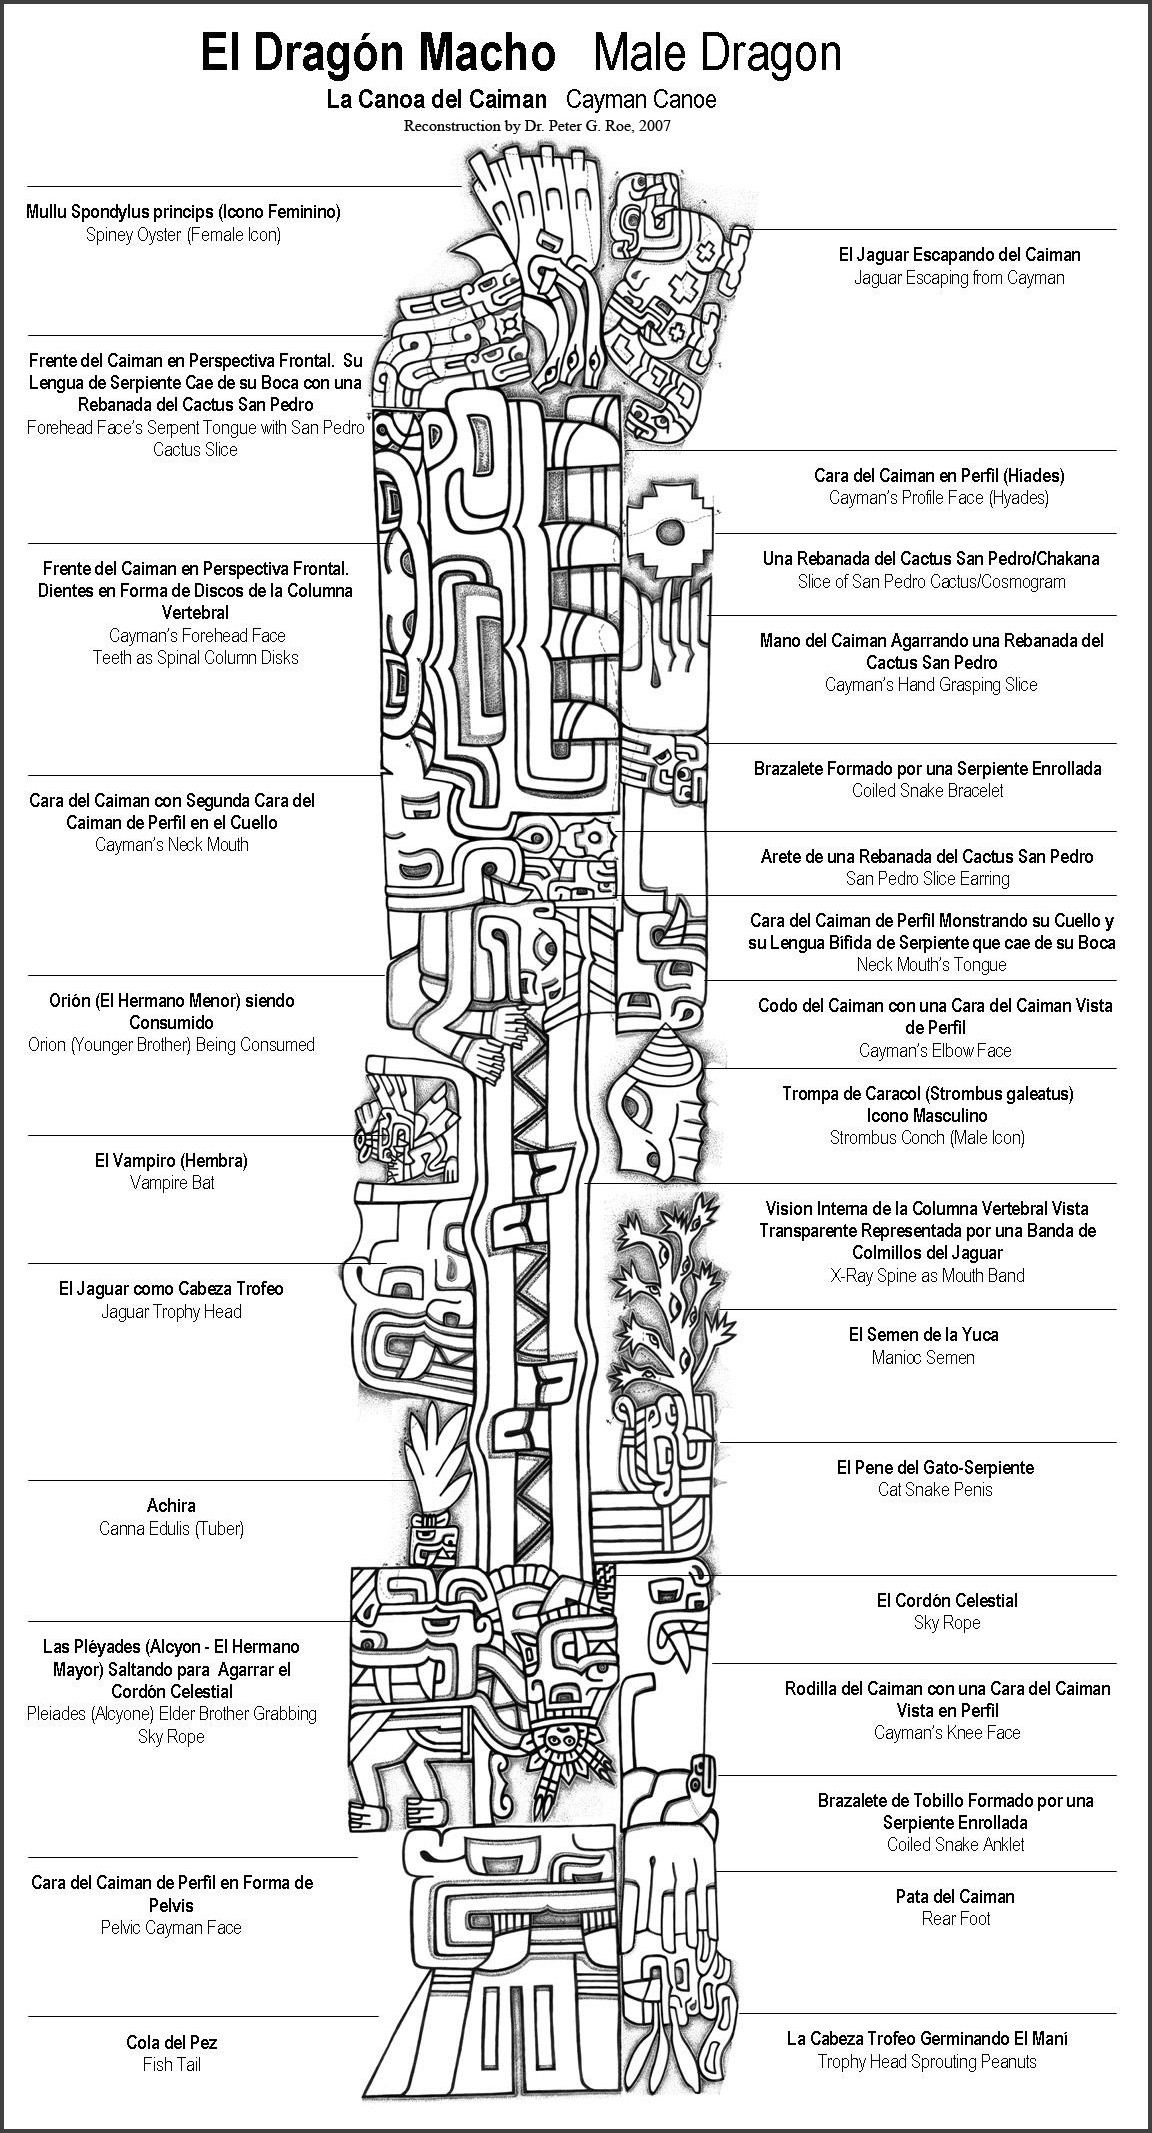 El Dragón Macho Male Dragon
La Canoa del Caiman Cayman Canoe
Reconstruction by Dr. Peter G. Roe, 2007
Mullu Spondylus princips (Icono Feminino)
Spiney Oyster (Female Icon)
Frente del Caiman en Perspectiva Frontal. Su
Lengua de Serpiente Cae de su Boca con una
Rebanada del Cactus San Pedro
Forehead Face's Serpent Tongue with San Pedro
Cactus Slice
Frente del Caiman en Perspectiva Frontal.
Dientes en Forma de Discos de la Columna
Vertebral
Cayman's Forehead Face
Teeth as Spinal Column Disks
Cara del Caiman con Segunda Cara del
Caiman de Perfil en el Cuello
Cayman's Neck Mouth
Orión (El Hermano Menor) siendo
Consumido
Orion (Younger Brother) Being Consumed
El Vampiro (Hembra)
Vampire Bat
El Jaguar como Cabeza Trofeo
Jaguar Trophy Head
Achira
Canna Edulis (Tuber)
Las Pléyades (Alcyon - El Hermano
Mayor) Saltando para Agarrar el
Cordón Celestial
Pleiades (Alcyone) Elder Brother Grabbing
Sky Rope
Cara del Caiman de Perfil en Forma de
Pelvis
Pelvic Cayman Face
Cola del Pez
Fish Tail
El Jaguar Escapando del Caiman
Jaguar Escaping from Cayman
Cara del Caiman en Perfil (Hiades)
Cayman's Profile Face (Hyades)
Una Rebanada del Cactus San Pedro/Chakana
Slice of San Pedro Cactus/Cosmogram
Mano del Caiman Agarrando una Rebanada del
Cactus San Pedro
Cayman's Hand Grasping Slice
Brazalete Formado por una Serpiente Enrollada
Coiled Snake Bracelet
Arete de una Rebanada del Cactus San Pedro
San Pedro Slice Earring
Cara del Caiman de Perfil Monstrando su Cuello y
su Lengua Bifida de Serpiente que cae de su Boca
Neck Mouth's Tongue
Codo del Caiman con una Cara del Caiman Vista
de Perfil
Cayman's Elbow Face
Trompa de Caracol (Strombus galeatus)
Icono Masculino
Strombus Conch (Male Icon)
Vision Interna de la Columna Vertebral Vista
Transparente Representada por una Banda de
Colmillos del Jaguar
X-Ray Spine as Mouth Band
El Semen de la Yuca
Manioc Semen
El Pene del Gato-Serpiente
Cat Snake Penis
El Cordón Celestial
Sky Rope
Rodilla del Caiman con una Cara del Caiman
Vista en Perfil
Cayman's Knee Face
Brazalete de Tobillo Formado por una
Serpiente Enrollada
Coiled Snake Anklet
Pata del Caiman
Rear Foot
La Cabeza Trofeo Germinando El Maní
Trophy Head Sprouting Peanuts